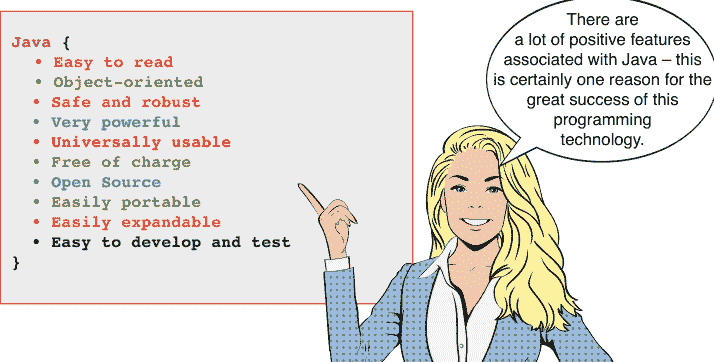 Java {
• Easy to read
• Object-oriented
• Safe and robust
• Very powerful
• Universally usable
• Free of charge
• Open Source
• Easily portable
• Easily expandable
• Easy to develop and test
}
There are
a lot of positive features
associated with Java – this
is certainly one reason for the
great success of this
programming
technology.